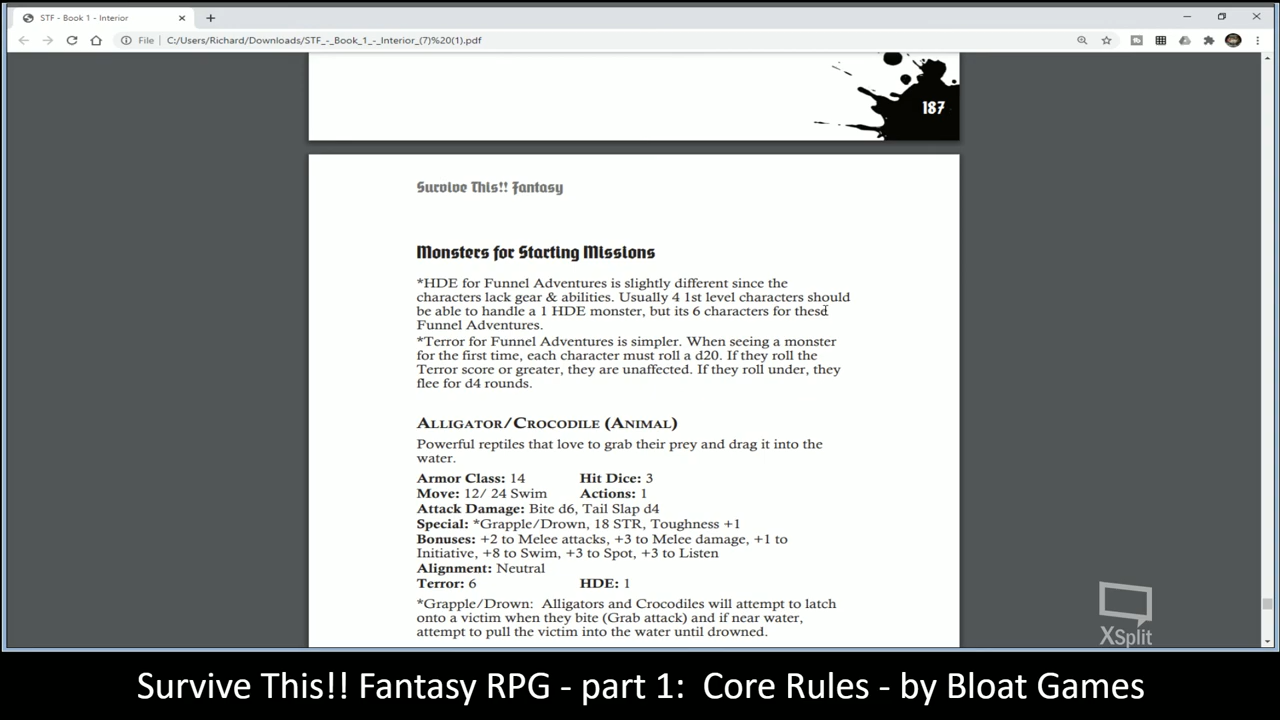 STF - Book 1 - Interior
File
C:/Users/Richard/Downloads/STF_-_Book_1_-_Interior_(7)%20(1).pdf
187
Survive This!! Fantasy
Monsters for Starting Missions
*HDE for Funnel Adventures is slightly different since the
characters lack gear & abilities. Usually 4 1st level characters should
be able to handle a 1 HDE monster, but its 6 characters for these
Funnel Adventures.
*Terror for Funnel Adventures is simpler. When seeing a monster
for the first time, each character must roll a d20. If they roll the
Terror score or greater, they are unaffected. If they roll under, they
flee for d4 rounds.
ALLIGATOR/CROCODILE (ANIMAL)
Powerful reptiles that love to grab their prey and drag it into the
water.
Armor Class: 14 Hit Dice: 3
Move: 12/ 24 Swim Actions: 1
Attack Damage: Bite d6, Tail Slap d4
Special: *Grapple/Drown, 18 STR, Toughness +1
Bonuses: +2 to Melee attacks, +3 to Melee damage, +1 to
Initiative, +8 to Swim, +3 to Spot, +3 to Listen
Alignment: Neutral
Terror: 6 HDE: 1
*Grapple/Drown: Alligators and Crocodiles will attempt to latch
onto a victim when they bite (Grab attack) and if near water,
attempt to pull the victim into the water until drowned.
XSplit
Survive This!! Fantasy RPG - part 1: Core Rules - by Bloat Games